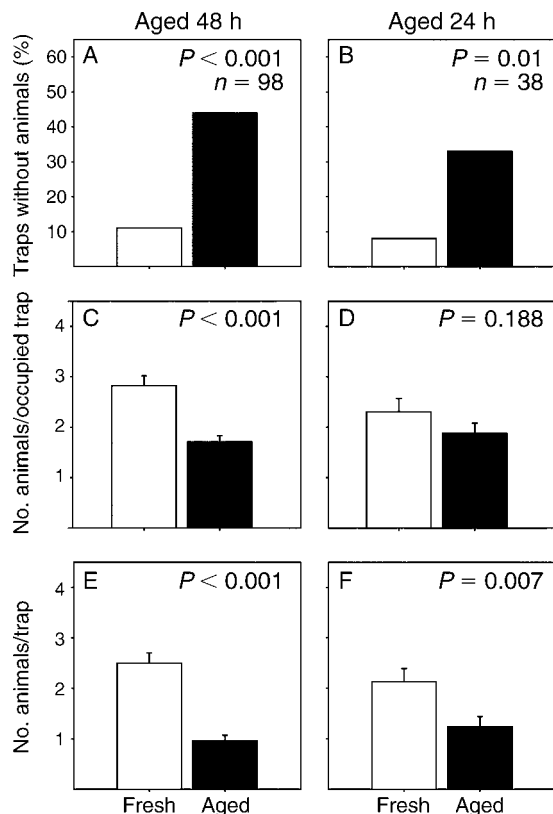 Aged 48 h
Aged 24 h
Traps without animals (%)
60
50
40
30
20
10
A
P < 0.001
n = 98
B
P = 0.01
n = 38
No. animals/occupied trap
4
3
2
1
C
P < 0.001
D
P = 0.188
No. animals/trap
4
3
2
1
E
P < 0.001
F
P = 0.007
Fresh
Aged
Fresh
Aged